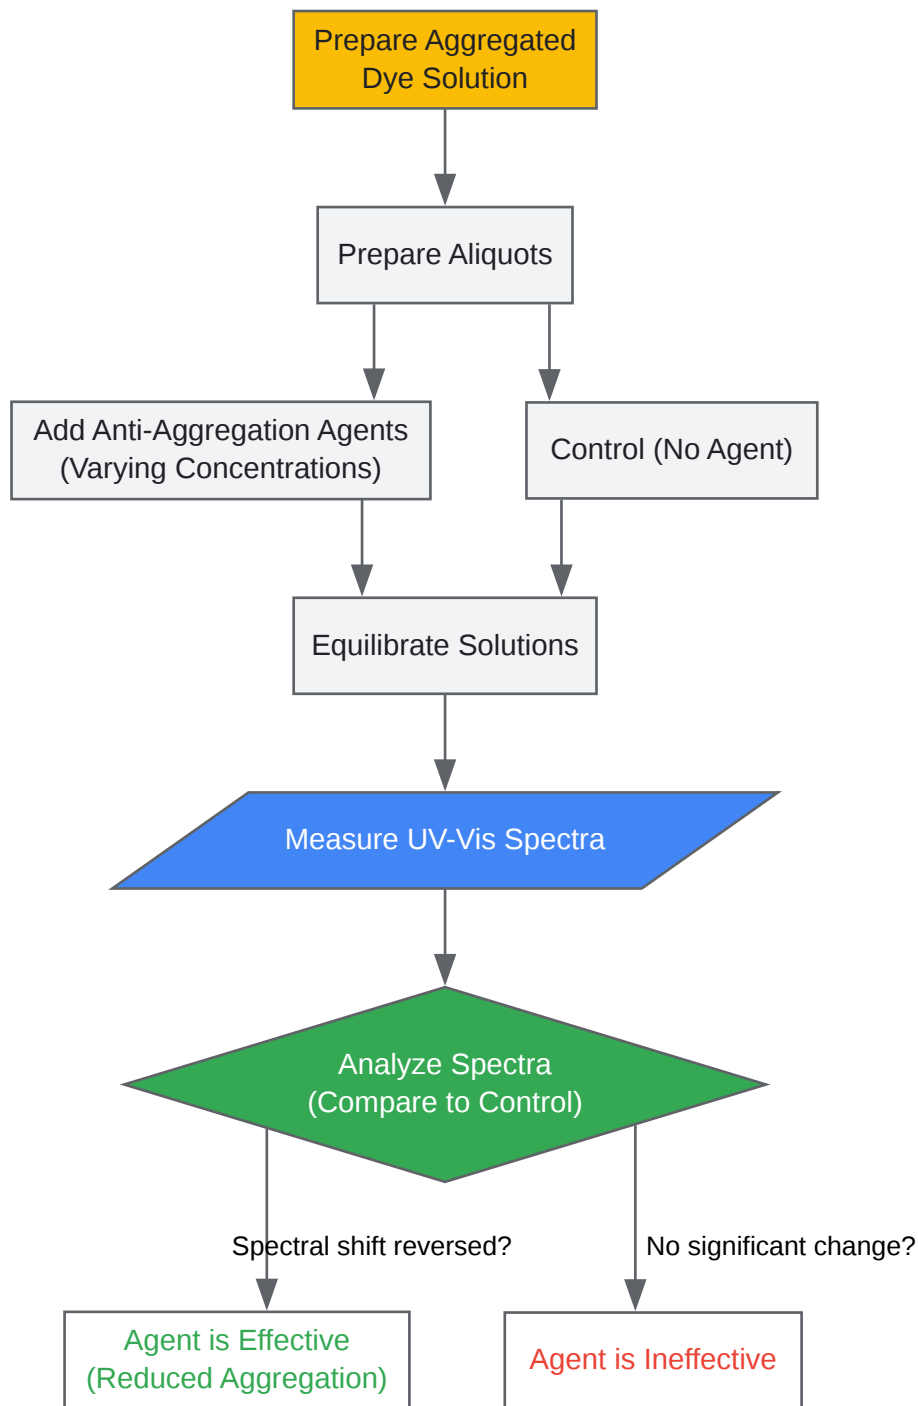 Prepare Aggregated
Dye Solution
Prepare Aliquots
Add Anti-Aggregation Agents
(Varying Concentrations)
Control (No Agent)
Equilibrate Solutions
Measure UV-Vis Spectra
Analyze Spectra
(Compare to Control)
Spectral shift reversed?
No significant change?
Agent is Effective
(Reduced Aggregation)
Agent is Ineffective